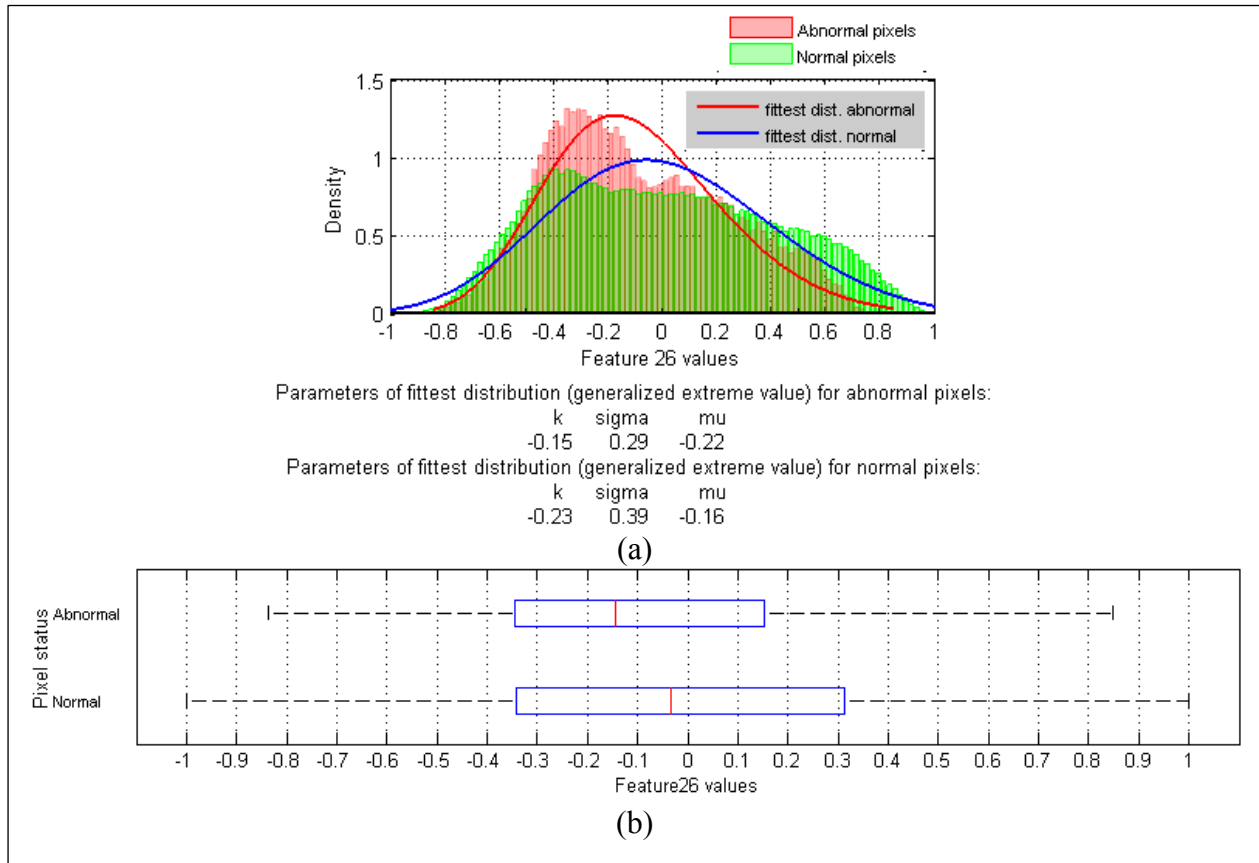 Abnormal pixels
Normal pixels
1.5
1
0.5
0
Density
fittest dist. abnormal
fittest dist. normal
-1 -0.8 -0.6 -0.4 -0.2 0 0.2 0.4 0.6 0.8 1
Feature 26 values
Parameters of fittest distribution (generalized extreme value) for abnormal pixels:
k sigma mu
-0.15 0.29 -0.22
Parameters of fittest distribution (generalized extreme value) for normal pixels:
k sigma mu
-0.23 0.39 -0.16
(a)
Pixel status
Abnormal
Normal
-1 -0.9 -0.8 -0.7 -0.6 -0.5 -0.4 -0.3 -0.2 -0.1 0 0.1 0.2 0.3 0.4 0.5 0.6 0.7 0.8 0.9 1
Feature26 values
(b)